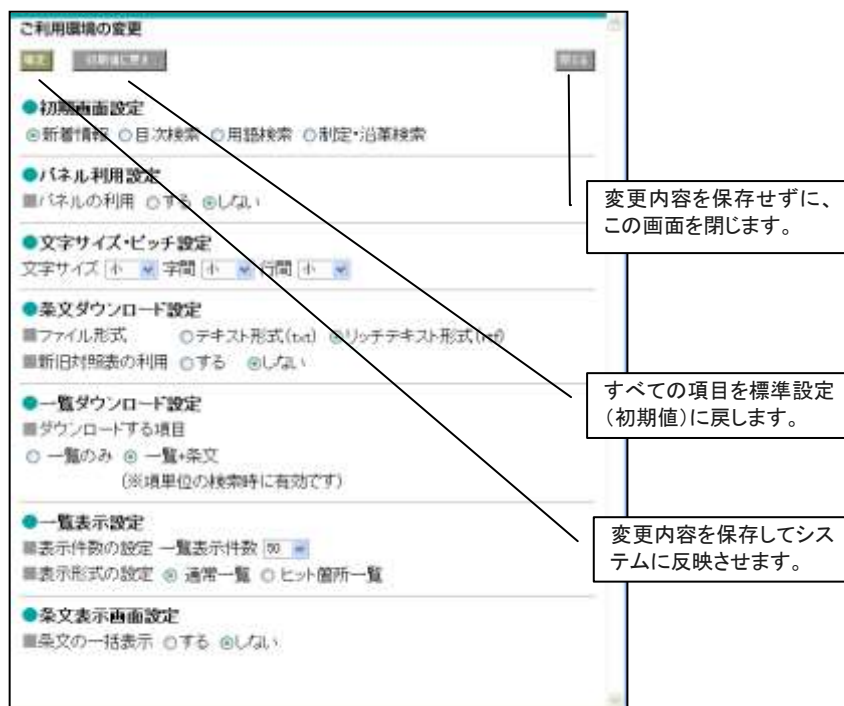 ご利用環境の変更
初期値に戻す
閉じる
●初期画面設定
新着情報 目次検索 用語検索 制定・沿革検索
●パネル利用設定
■パネルの利用 する しない
●文字サイズ・ピッチ設定
文字サイズ 小 字間 小 行間 小
●条文ダウンロード設定
■ファイル形式 テキスト形式(txt) リッチテキスト形式(rtf)
■新旧対照表の利用 する しない
●一覧ダウンロード設定
■ダウンロードする項目
一覧のみ 一覧+条文
(※項単位の検索時に有効です)
●一覧表示設定
■表示件数の設定 一覧表示件数 50
■表示形式の設定 通常一覧 ヒット箇所一覧
●条文表示画面設定
■条文の一括表示 する しない
変更内容を保存せずに、
この画面を閉じます。
すべての項目を標準設定
(初期値)に戻します。
変更内容を保存してシス
テムに反映させます。